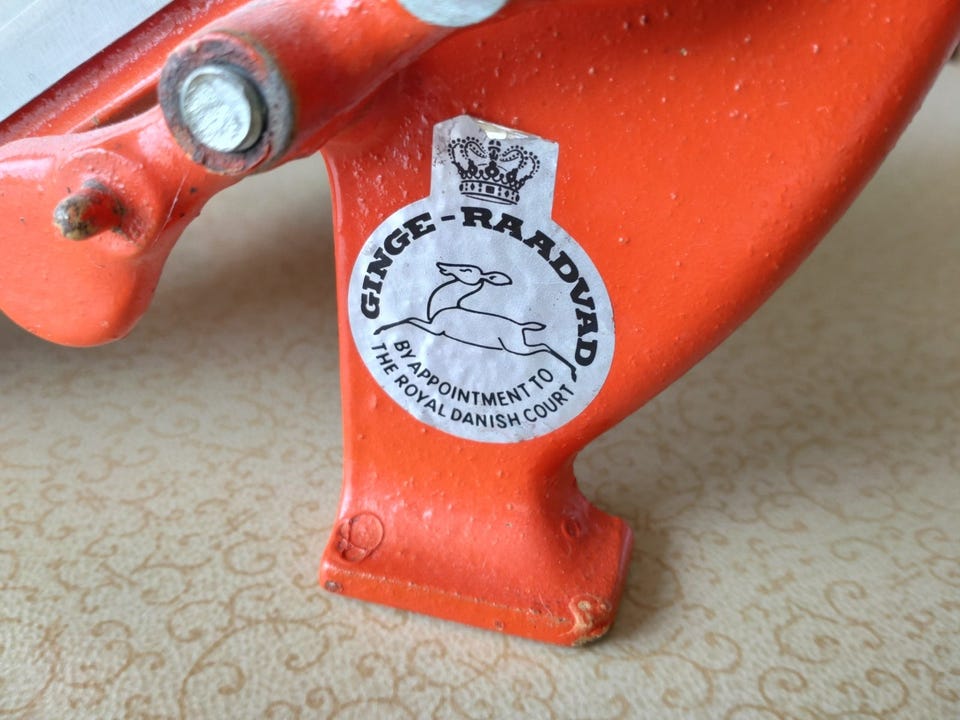 GINGE-RAADVAD
BY APPOINTMENT TO
THE ROYAL DANISH COURT